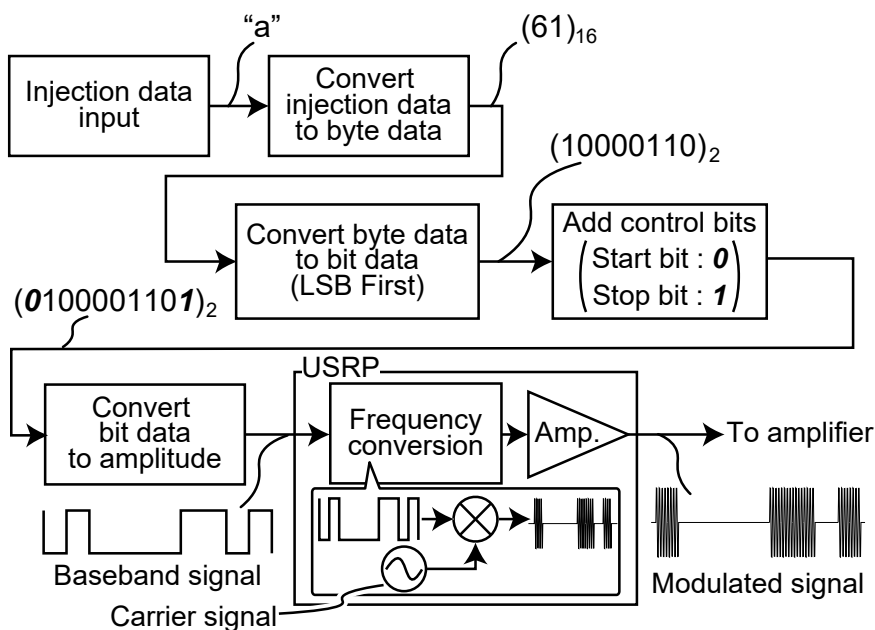 “a”
(61)16
Injection data
input
Convert
injection data
to byte data
(10000110)2
Convert byte data
to bit data
(LSB First)
Add control bits
Start bit : 0
Stop bit : 1
(0100001101)2
USRP
Convert
bit data
to amplitude
Frequency
conversion
Amp.
To amplifier
Baseband signal
Carrier signal
Modulated signal